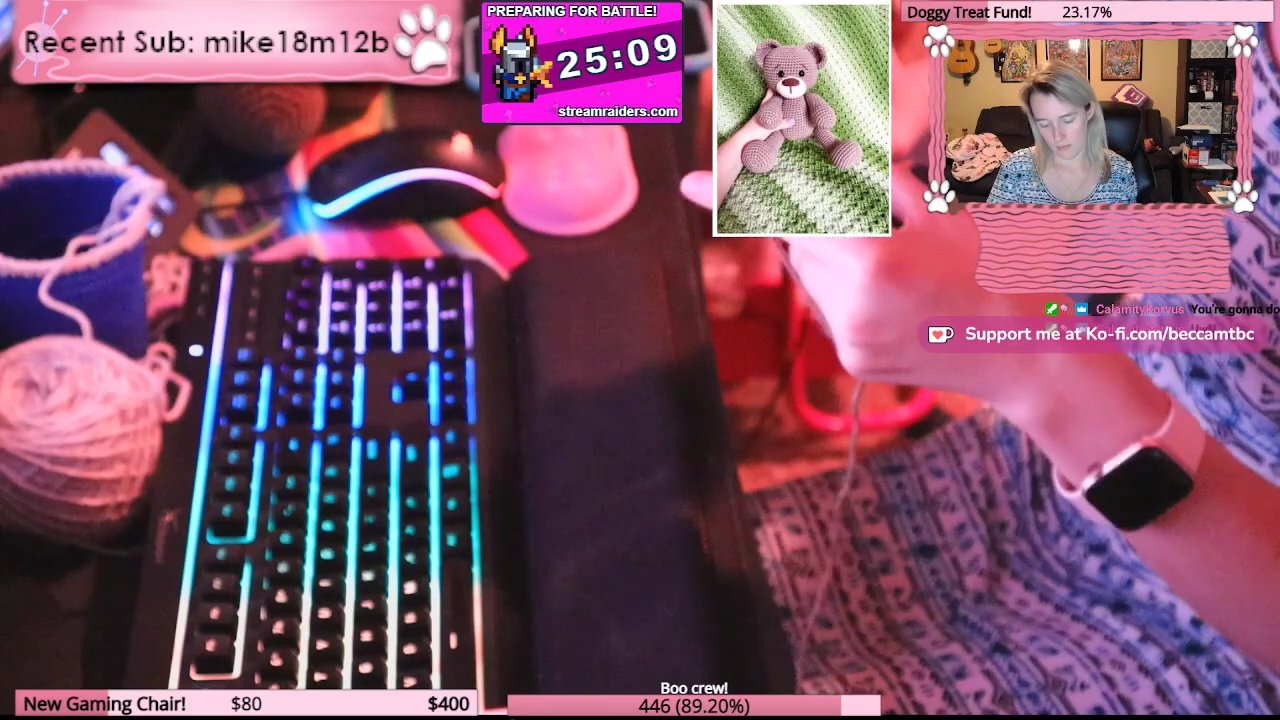 Recent Sub: mike18m12b
PREPARING FOR BATTLE!
25:09
streamraiders.com
Doggy Treat Fund! 23.17%
CalamityKorvus You're gonna do
Support me at Ko-fi.com/beccamtbc
New Gaming Chair! $80 $400
Boo crew!
446 (89.20%)